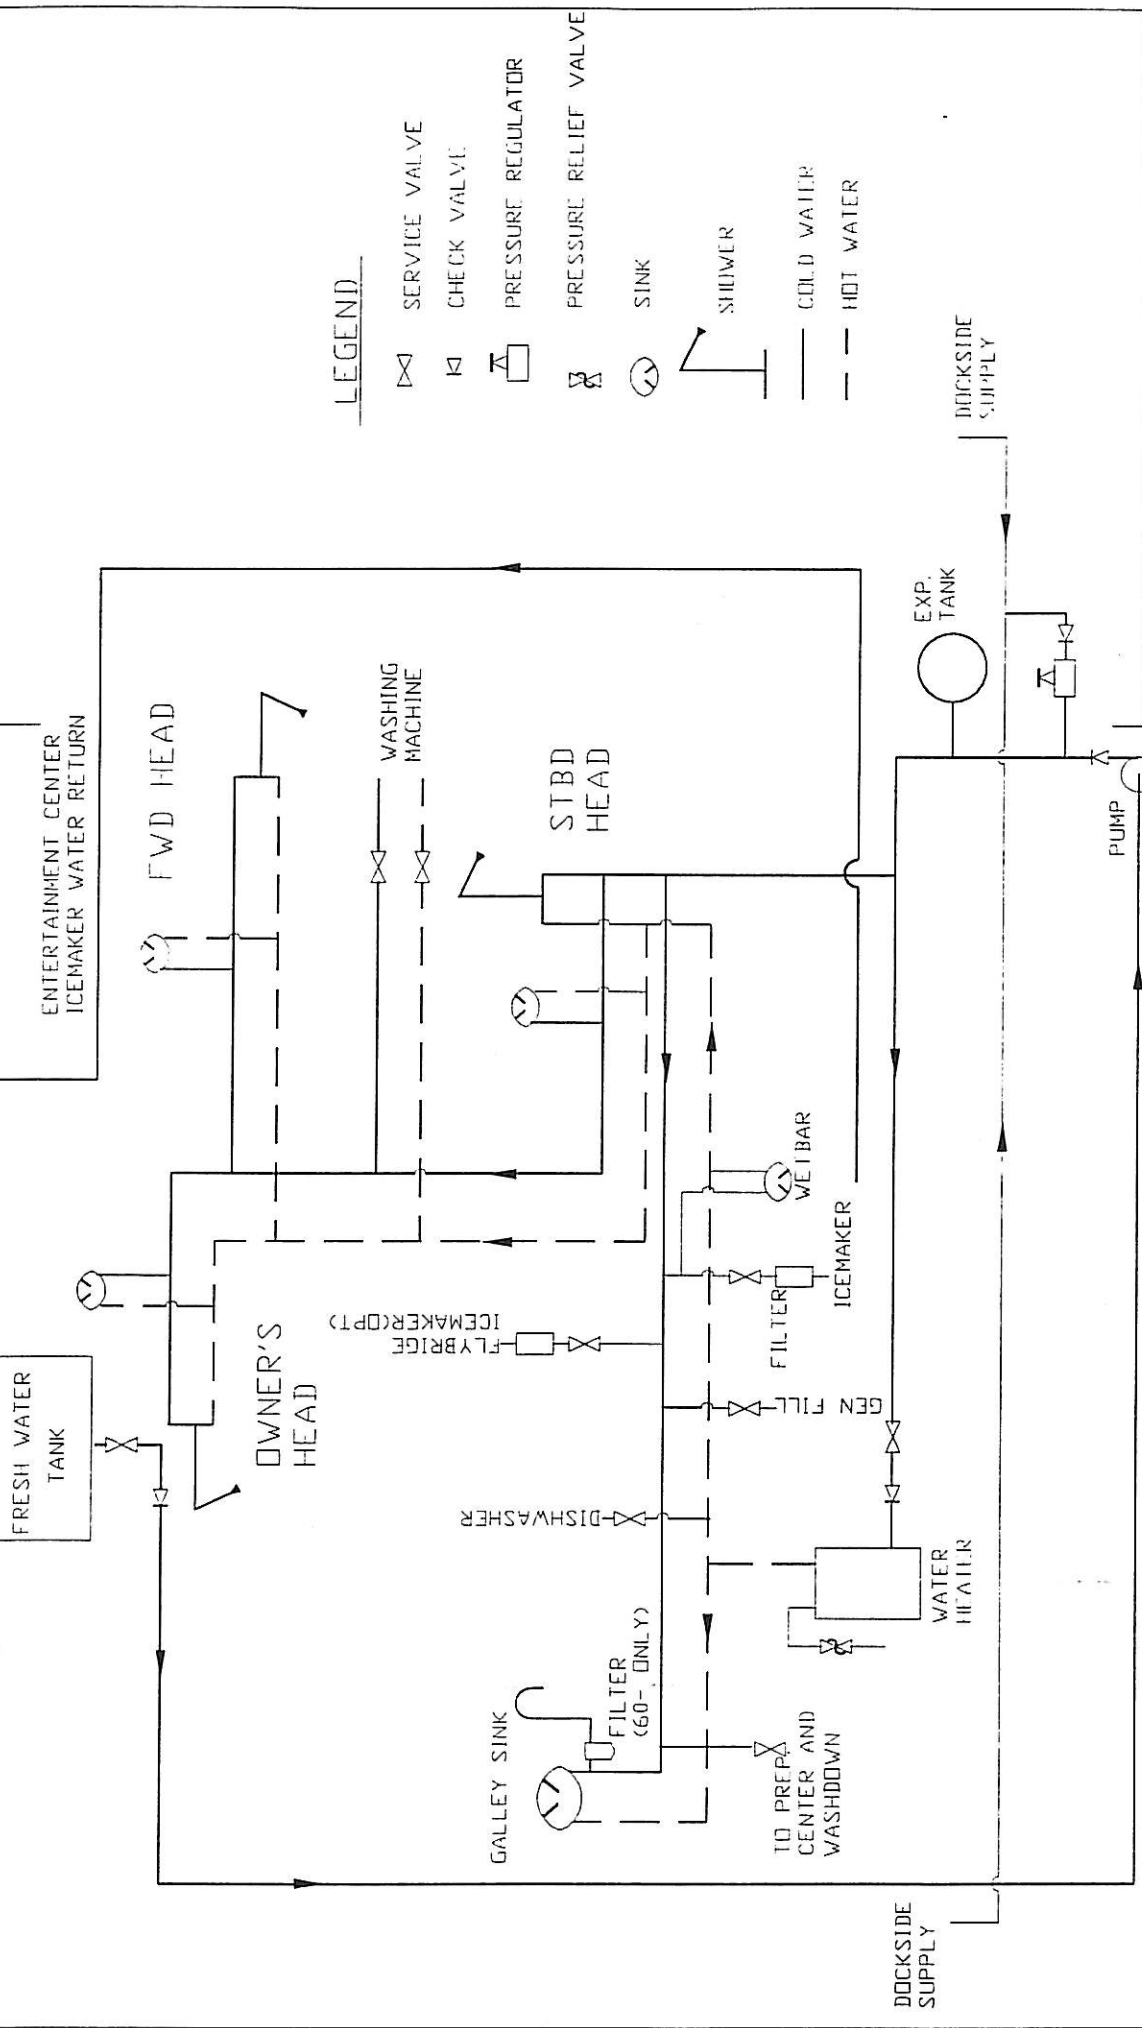 FRESH WATER
TANK
ENTERTAINMENT CENTER
ICEMAKER WATER RETURN
OWNER'S
HEAD
FWD HEAD
WASHING
MACHINE
STBD
HEAD
FLYBRIGE
ICEMAKER(OPT)
DISHWASHER
GALLEY SINK
FILTER
(60- ONLY)
TO PREP.
CENTER AND
WASHDOWN
GEN FILL
FILTER
ICEMAKER
WETBAR
WATER
HEATER
DOCKSIDE
SUPPLY
PUMP
EXP.
TANK
DOCKSIDE
SUPPLY
LEGEND
SERVICE VALVE
CHECK VALVE
PRESSURE REGULATOR
PRESSURE RELIEF VALVE
SINK
SHOWER
COLD WATER
HOT WATER